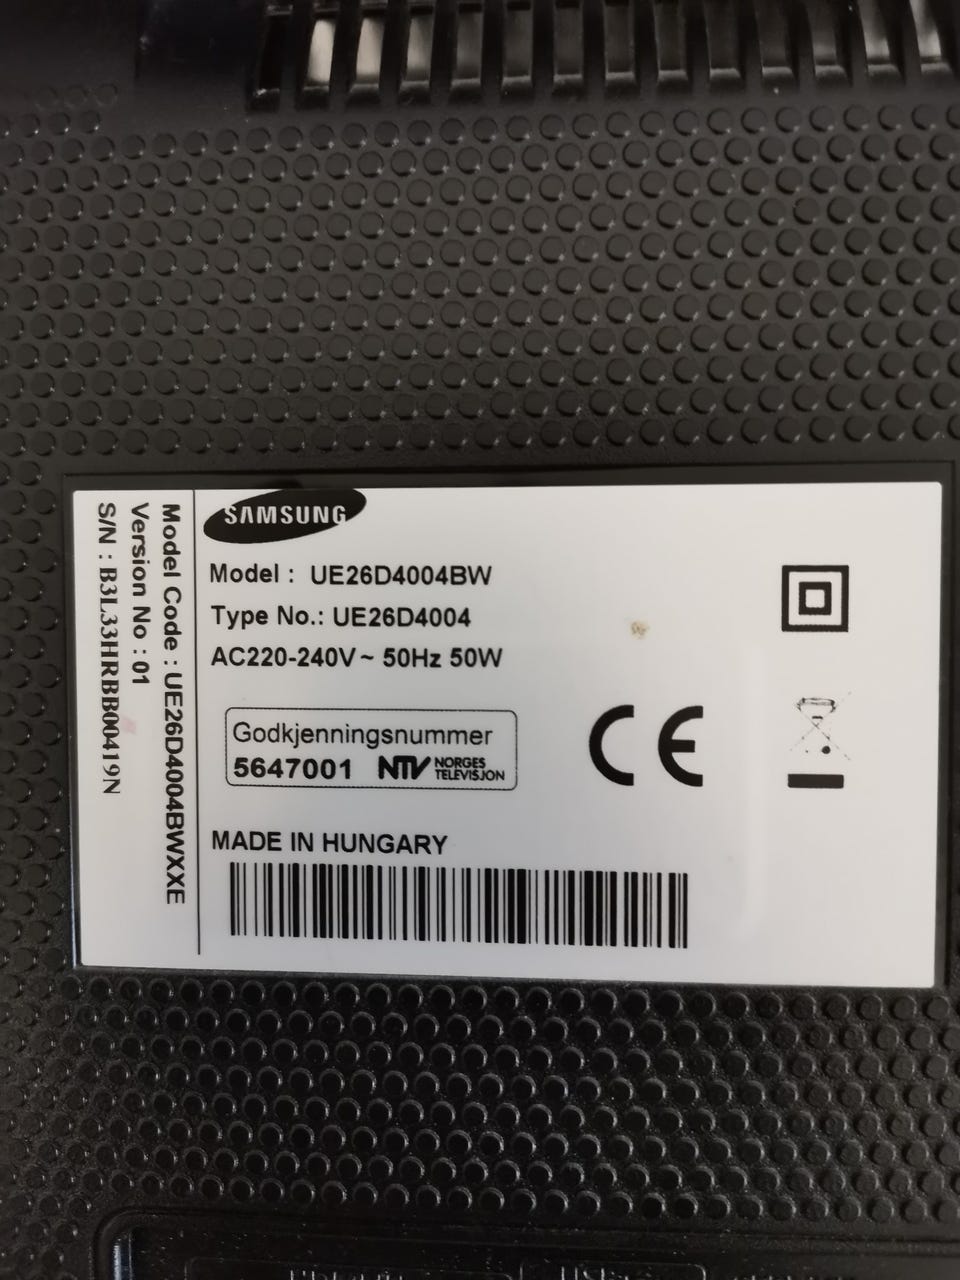 SAMSUNG
Model : UE26D4004BW
Type No.: UE26D4004
AC220-240V~ 50Hz 50W
Godkjenningsnummer
5647001 NTV NORGES TELEVISJON
CE
MADE IN HUNGARY
Model Code : UE26D4004BWXXE
Version No : 01
S/N : B3L33HRBB00419N